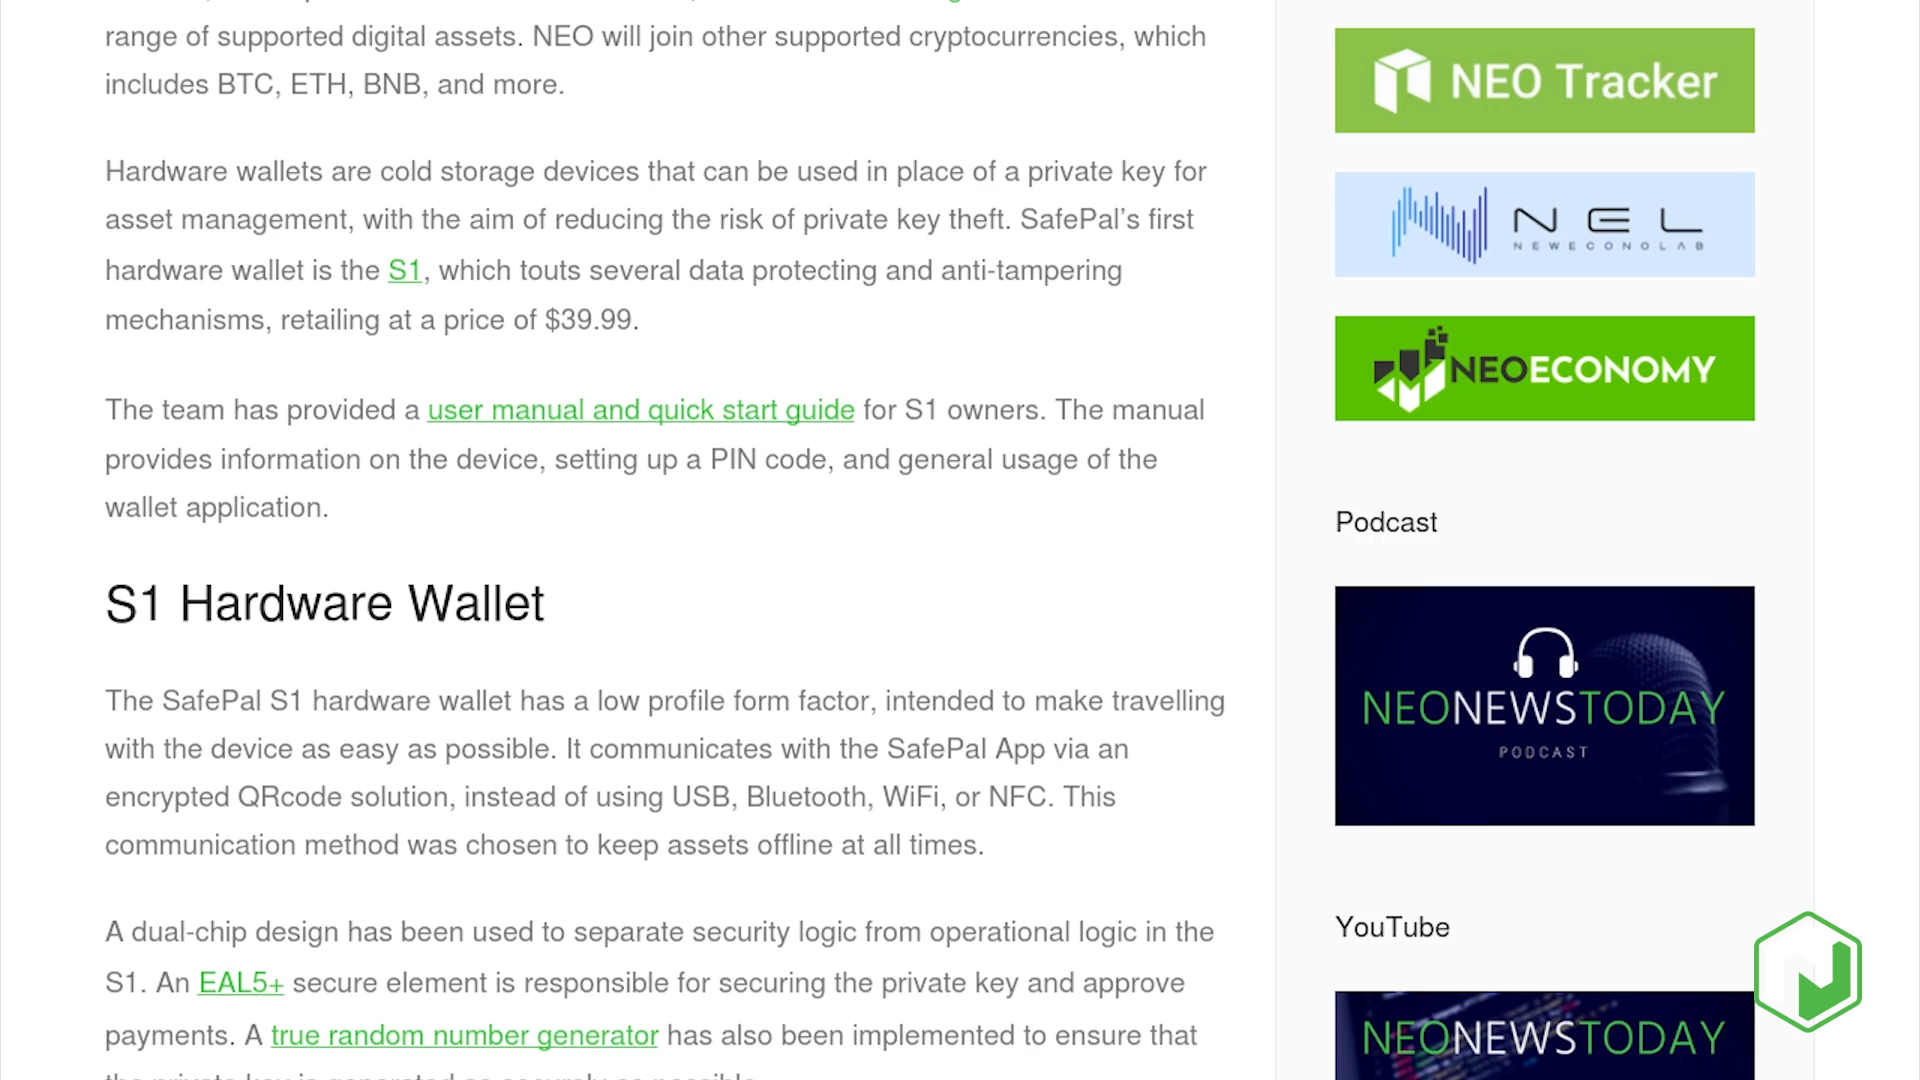 range of supported digital assets. NEO will join other supported cryptocurrencies, which
includes BTC, ETH, BNB, and more.
Hardware wallets are cold storage devices that can be used in place of a private key for
asset management, with the aim of reducing the risk of private key theft. SafePal’s first
hardware wallet is the S1, which touts several data protecting and anti-tampering
mechanisms, retailing at a price of $39.99.
The team has provided a user manual and quick start guide for S1 owners. The manual
provides information on the device, setting up a PIN code, and general usage of the
wallet application.
S1 Hardware Wallet
The SafePal S1 hardware wallet has a low profile form factor, intended to make travelling
with the device as easy as possible. It communicates with the SafePal App via an
encrypted QRcode solution, instead of using USB, Bluetooth, WiFi, or NFC. This
communication method was chosen to keep assets offline at all times.
A dual-chip design has been used to separate security logic from operational logic in the
S1. An EAL5+ secure element is responsible for securing the private key and approve
payments. A true random number generator has also been implemented to ensure that
the private key is generated as securely as possible
NEO Tracker
NEL
NEWECONOLAB
NEOECONOMY
Podcast
NEONEWSTODAY
PODCAST
YouTube
NEONEWSTODAY